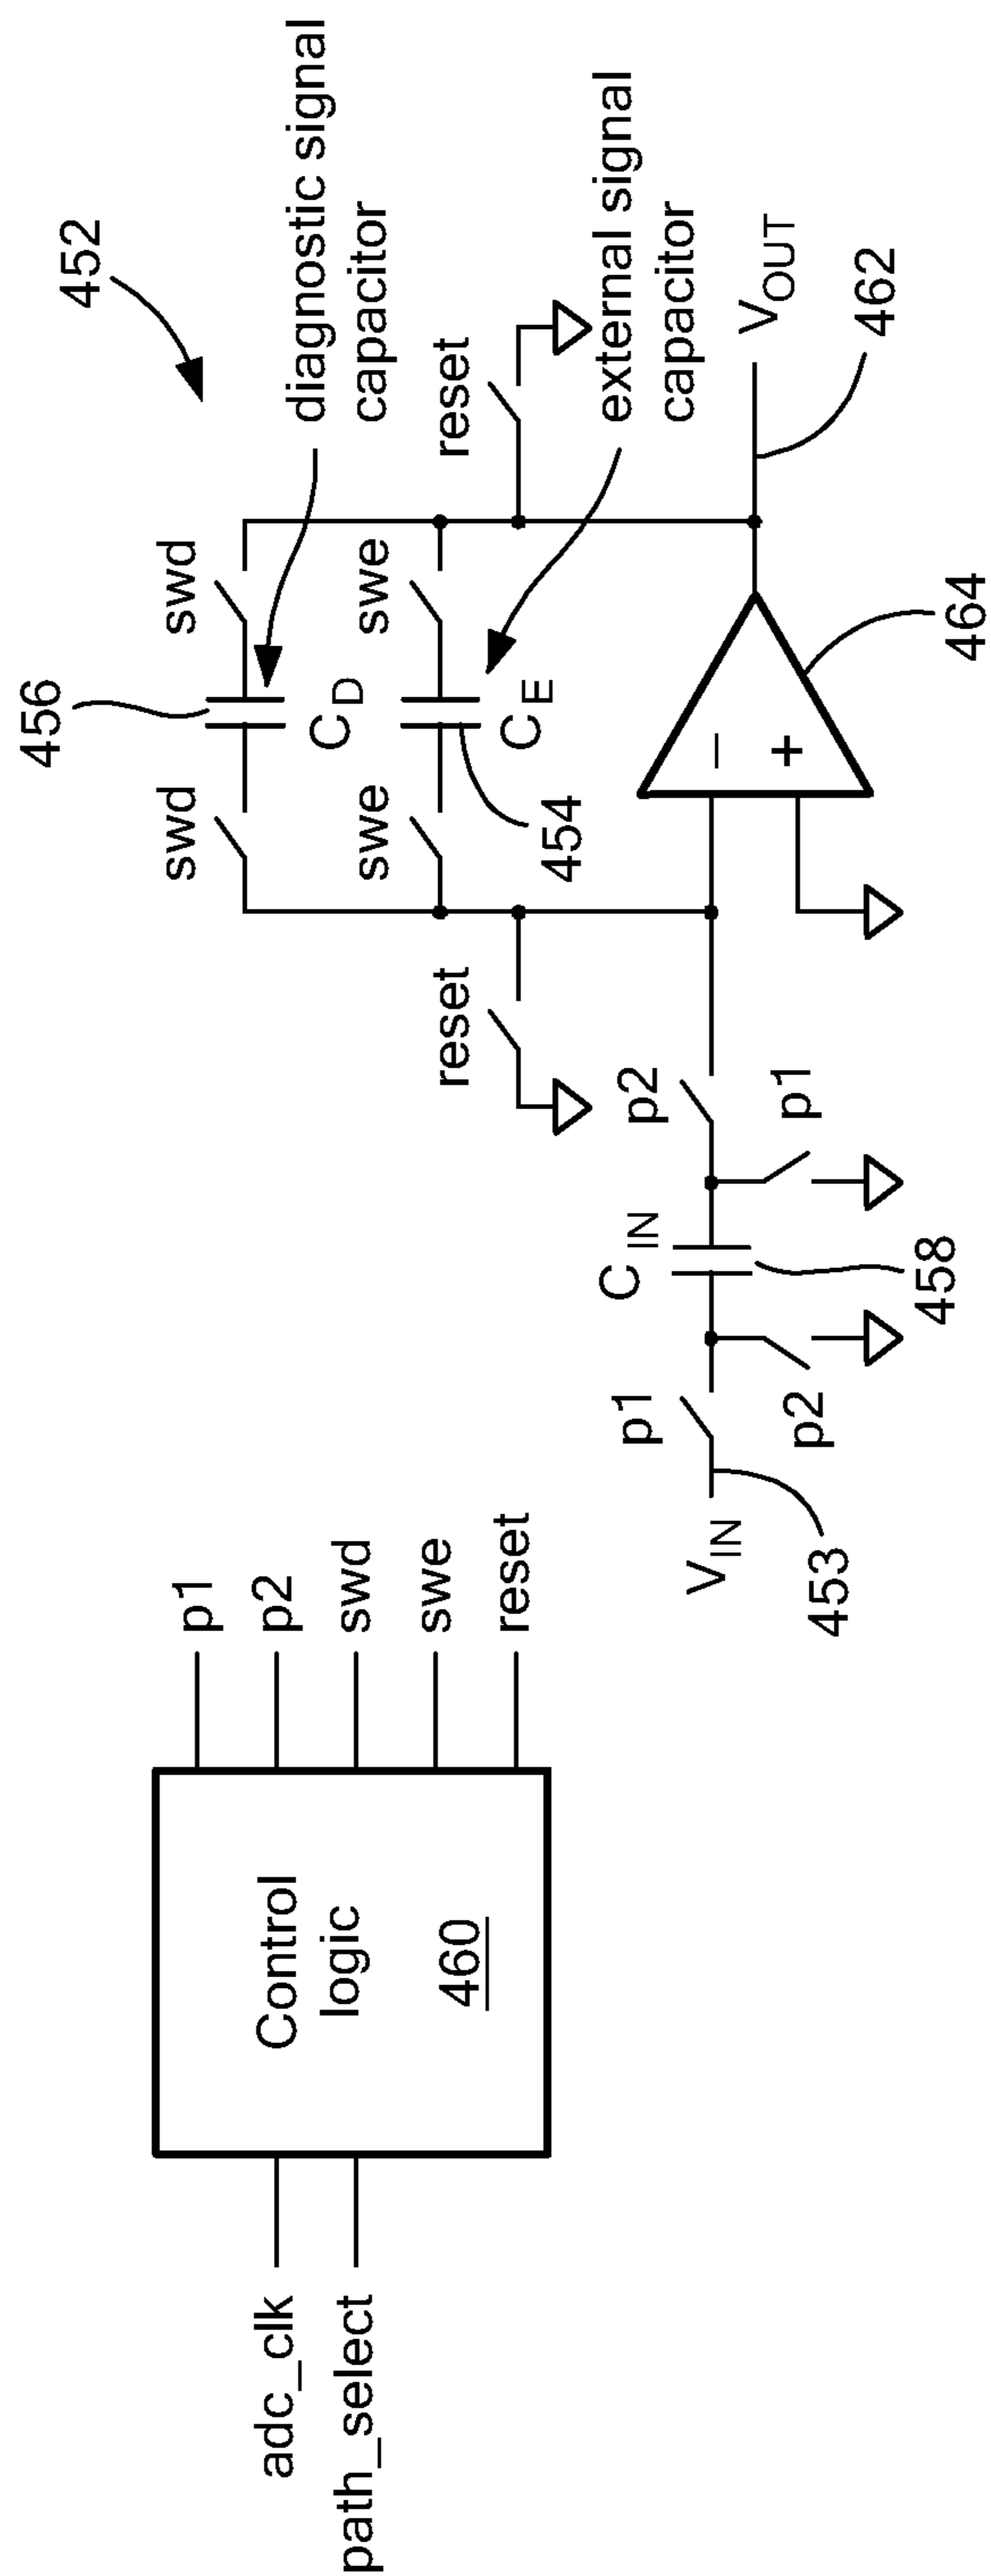 452
456
swd
swd
diagnostic signal
capacitor
C_D
swe
swe
C_E
454
external signal
capacitor
reset
reset
p1
p2
swd
swe
reset
Control
logic
460
adc_clk
path_select
V_IN
453
p1
p2
C_IN
458
p2
p1
–
+
464
V_OUT
462